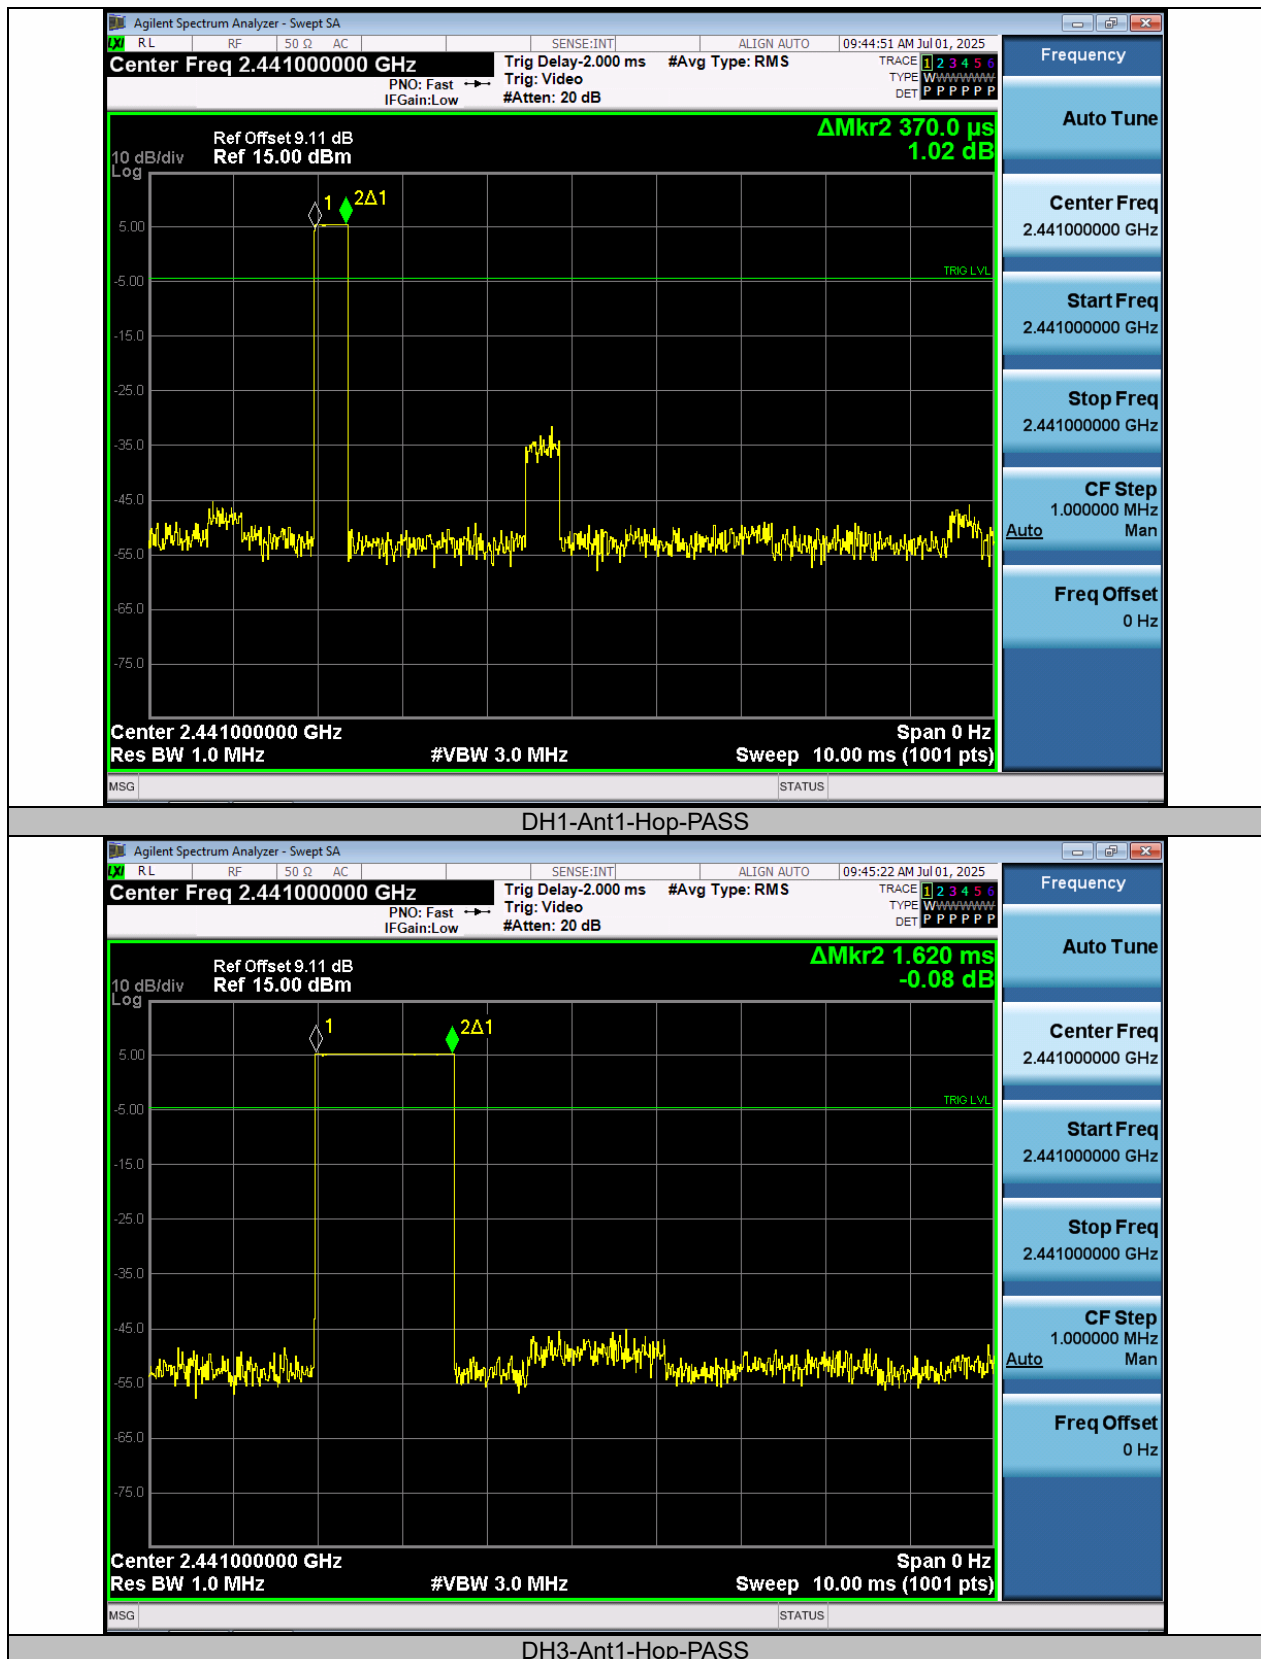 Agilent Spectrum Analyzer - Swept SA
LXI RL RF 50 Ω AC SENSE:INT ALIGN AUTO 09:44:51 AM Jul 01, 2025
Center Freq 2.441000000 GHz
PNO: Fast
IFGain:Low
Trig Delay-2.000 ms
Trig: Video
#Atten: 20 dB
#Avg Type: RMS
TRACE 1 2 3 4 5 6
TYPE WWWWWW
DET P P P P P P
Frequency
Auto Tune
Center Freq
2.441000000 GHz
Start Freq
2.441000000 GHz
Stop Freq
2.441000000 GHz
CF Step
1.000000 MHz
Auto Man
Freq Offset
0 Hz
ΔMkr2 370.0 µs
1.02 dB
Ref Offset 9.11 dB
10 dB/div Ref 15.00 dBm
Log
1
2Δ1
5.00
TRIG LVL
-5.00
-15.0
-25.0
-35.0
-45.0
-55.0
-65.0
-75.0
Center 2.441000000 GHz Span 0 Hz
Res BW 1.0 MHz #VBW 3.0 MHz Sweep 10.00 ms (1001 pts)
MSG STATUS
DH1-Ant1-Hop-PASS
Agilent Spectrum Analyzer - Swept SA
LXI RL RF 50 Ω AC SENSE:INT ALIGN AUTO 09:45:22 AM Jul 01, 2025
Center Freq 2.441000000 GHz
PNO: Fast
IFGain:Low
Trig Delay-2.000 ms
Trig: Video
#Atten: 20 dB
#Avg Type: RMS
TRACE 1 2 3 4 5 6
TYPE WWWWWW
DET P P P P P P
Frequency
Auto Tune
Center Freq
2.441000000 GHz
Start Freq
2.441000000 GHz
Stop Freq
2.441000000 GHz
CF Step
1.000000 MHz
Auto Man
Freq Offset
0 Hz
ΔMkr2 1.620 ms
-0.08 dB
Ref Offset 9.11 dB
10 dB/div Ref 15.00 dBm
Log
1
2Δ1
5.00
TRIG LVL
-5.00
-15.0
-25.0
-35.0
-45.0
-55.0
-65.0
-75.0
Center 2.441000000 GHz Span 0 Hz
Res BW 1.0 MHz #VBW 3.0 MHz Sweep 10.00 ms (1001 pts)
MSG STATUS
DH3-Ant1-Hop-PASS